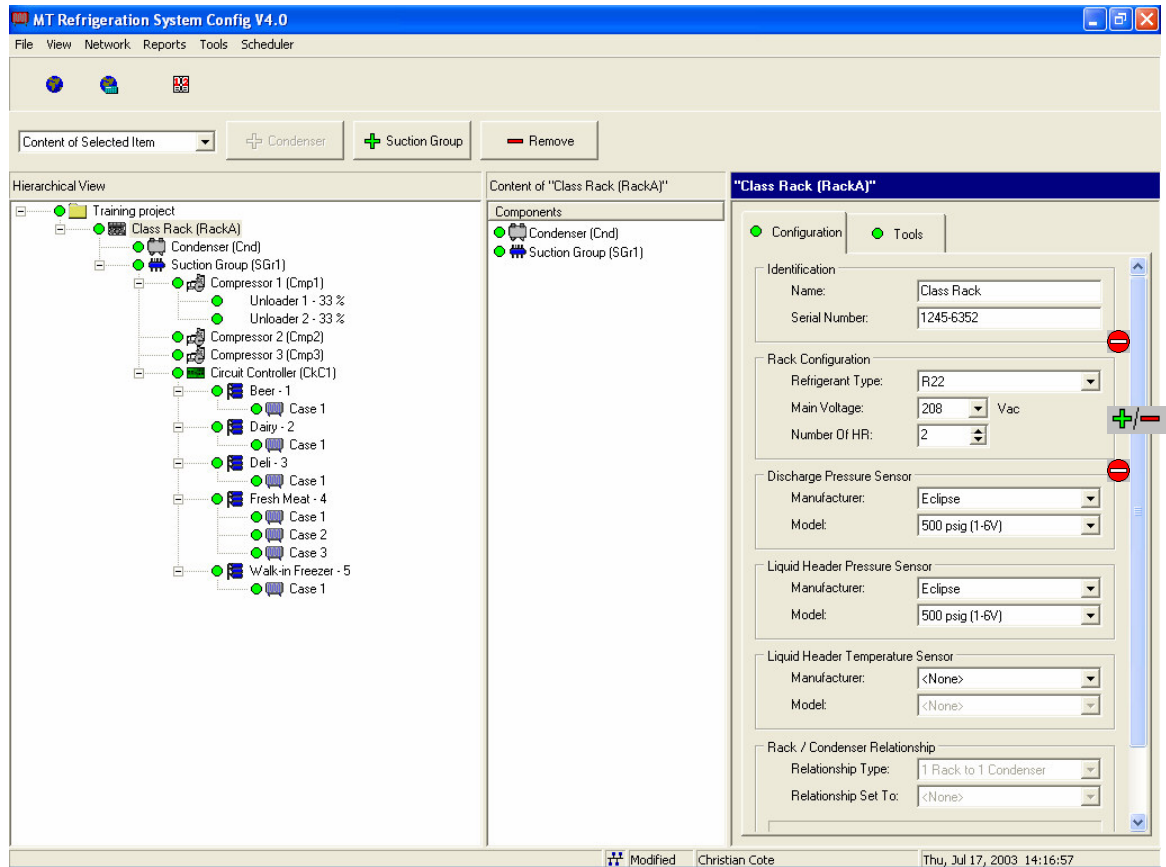 MT Refrigeration System Config V4.0
File View Network Reports Tools Scheduler
Content of Selected Item Condenser Suction Group Remove
Hierarchical View
Training project
Class Rack (RackA)
Condenser (Cnd)
Suction Group (SGr1)
Compressor 1 (Cmp1)
Unloader 1 - 33 %
Unloader 2 - 33 %
Compressor 2 (Cmp2)
Compressor 3 (Cmp3)
Circuit Controller (CkC1)
Beer - 1
Case 1
Dairy - 2
Case 1
Deli - 3
Case 1
Fresh Meat - 4
Case 1
Case 2
Case 3
Walk-in Freezer - 5
Case 1
Content of "Class Rack (RackA)"
Components
Condenser (Cnd)
Suction Group (SGr1)
"Class Rack (RackA)"
Configuration Tools
Identification
Name: Class Rack
Serial Number: 1245-6352
Rack Configuration
Refrigerant Type: R22
Main Voltage: 208 Vac
Number Of HR: 2
+/-
Discharge Pressure Sensor
Manufacturer: Eclipse
Model: 500 psig (1-6V)
Liquid Header Pressure Sensor
Manufacturer: Eclipse
Model: 500 psig (1-6V)
Liquid Header Temperature Sensor
Manufacturer: <None>
Model: <None>
Rack / Condenser Relationship
Relationship Type: 1 Rack to 1 Condenser
Relationship Set To: <None>
Modified Christian Cote Thu, Jul 17, 2003 14:16:57